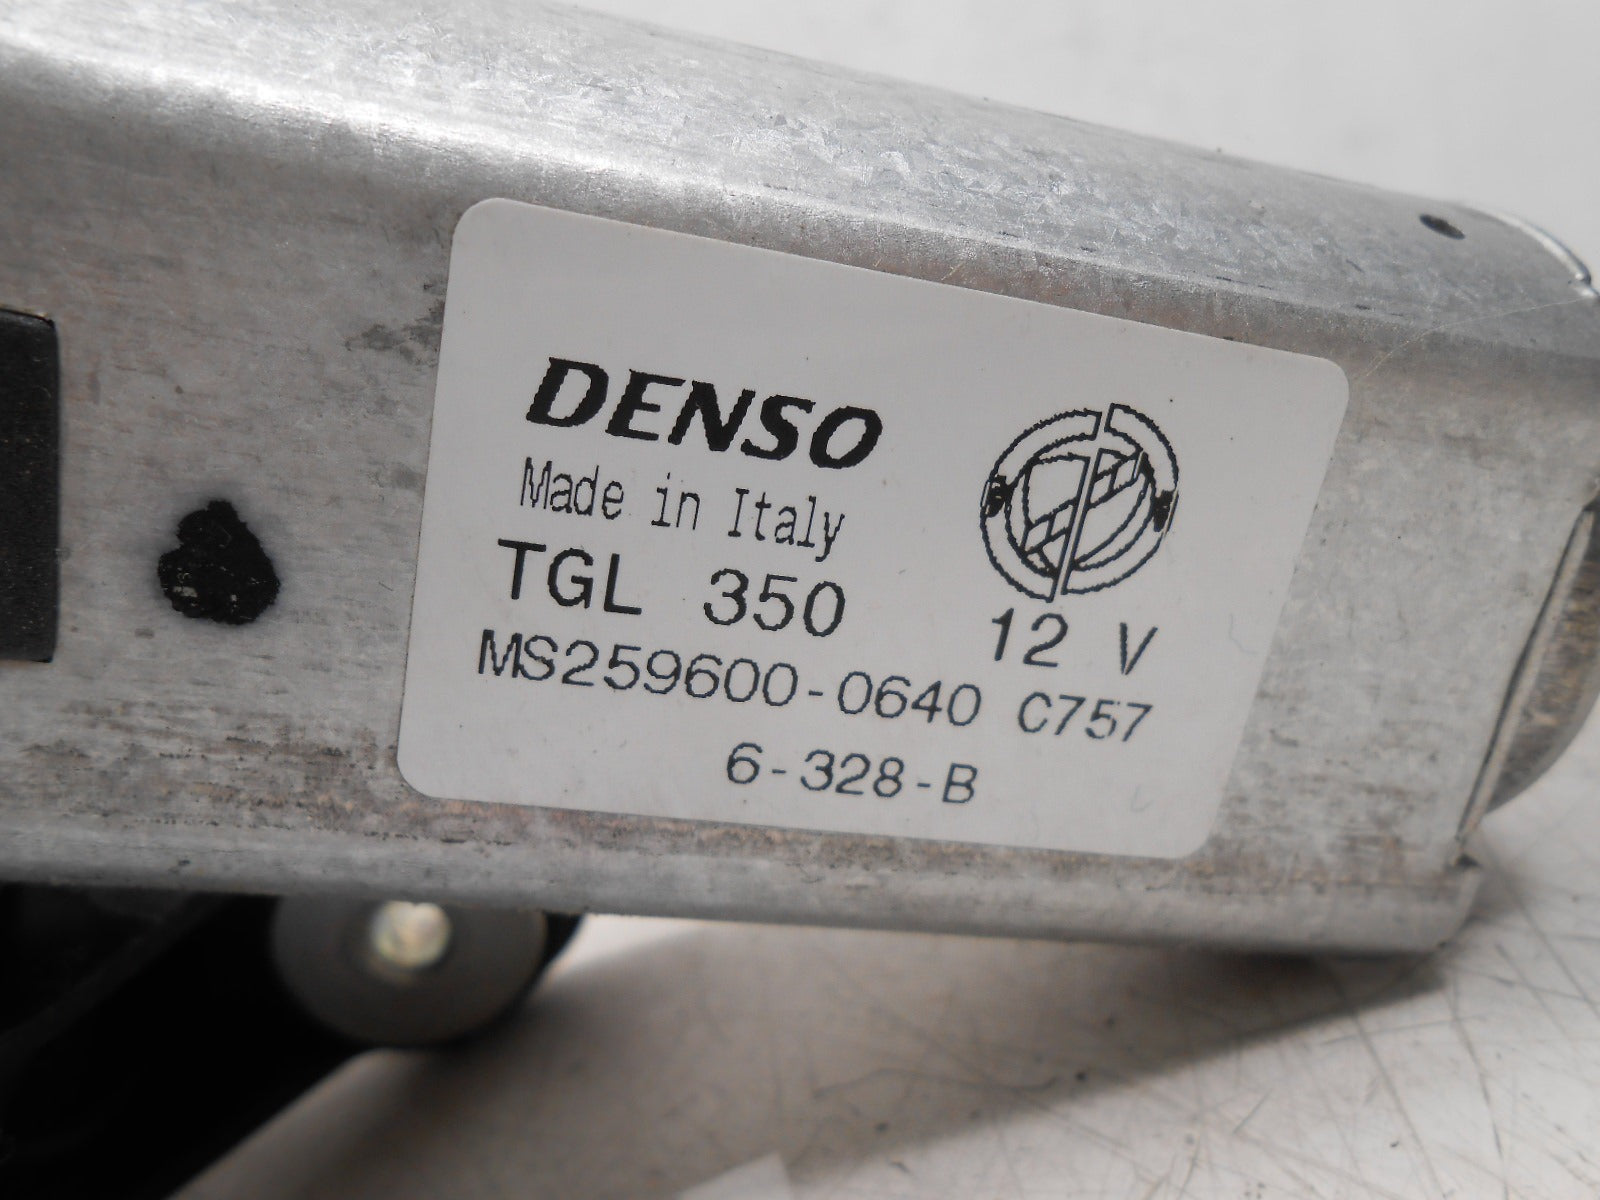 DENSO
Made in Italy
TGL 350 12 V
MS259600-0640 C757
6-328-B